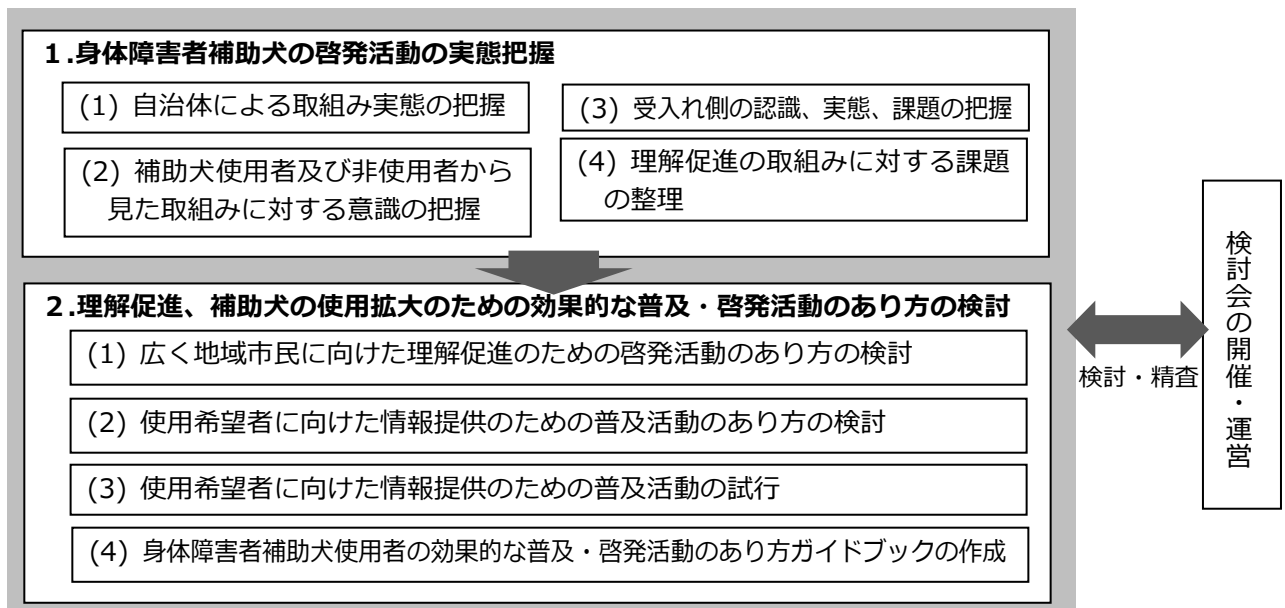 1.身体障害者補助犬の啓発活動の実態把握
(1) 自治体による取組み実態の把握
(2) 補助犬使用者及び非使用者から
見た取組みに対する意識の把握
(3) 受入れ側の認識、実態、課題の把握
(4) 理解促進の取組みに対する課題
の整理
2.理解促進、補助犬の使用拡大のための効果的な普及・啓発活動のあり方の検討
(1) 広く地域市民に向けた理解促進のための啓発活動のあり方の検討
(2) 使用希望者に向けた情報提供のための普及活動のあり方の検討
(3) 使用希望者に向けた情報提供のための普及活動の試行
(4) 身体障害者補助犬使用者の効果的な普及・啓発活動のあり方ガイドブックの作成
検討・精査
検討会の開催・運営